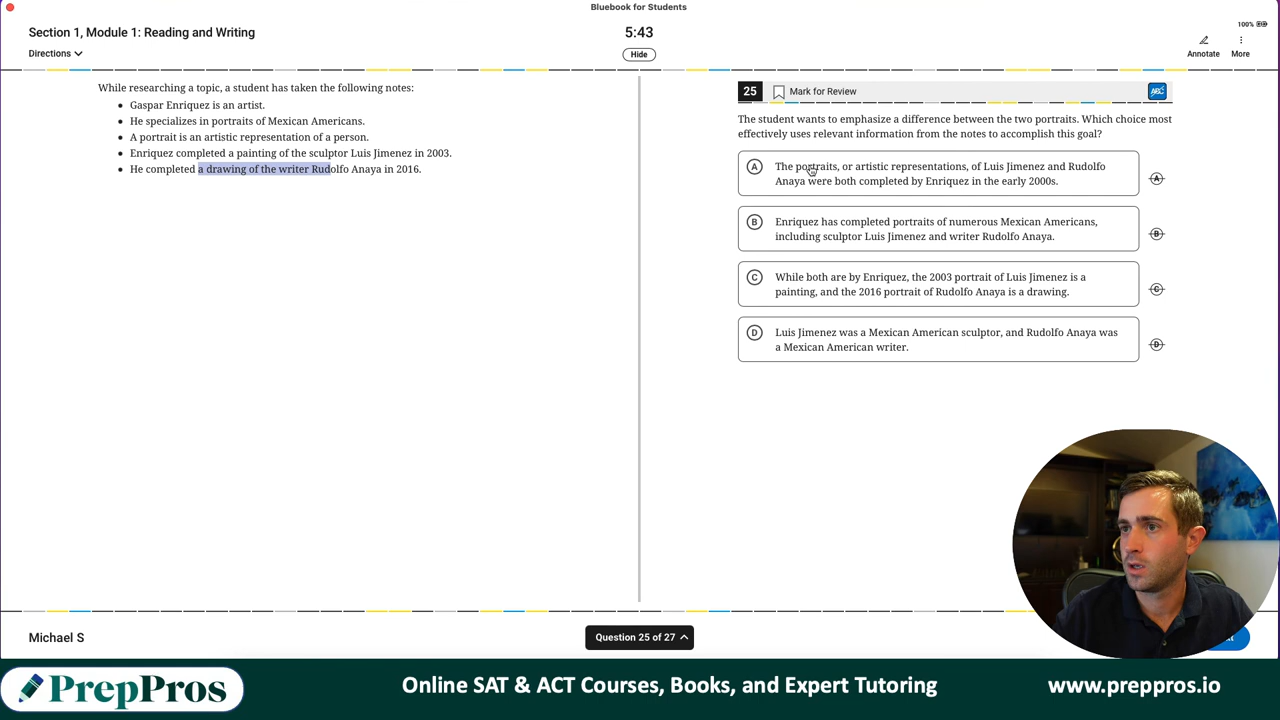 Bluebook for Students
Section 1, Module 1: Reading and Writing
5:43
100%
Directions
Hide
Annotate
More
While researching a topic, a student has taken the following notes:
• Gaspar Enriquez is an artist.
• He specializes in portraits of Mexican Americans.
• A portrait is an artistic representation of a person.
• Enriquez completed a painting of the sculptor Luis Jimenez in 2003.
• He completed a drawing of the writer Rudolfo Anaya in 2016.
25
Mark for Review
ABC
The student wants to emphasize a difference between the two portraits. Which choice most
effectively uses relevant information from the notes to accomplish this goal?
A
The portraits, or artistic representations, of Luis Jimenez and Rudolfo
Anaya were both completed by Enriquez in the early 2000s.
A
B
Enriquez has completed portraits of numerous Mexican Americans,
including sculptor Luis Jimenez and writer Rudolfo Anaya.
B
C
While both are by Enriquez, the 2003 portrait of Luis Jimenez is a
painting, and the 2016 portrait of Rudolfo Anaya is a drawing.
C
D
Luis Jimenez was a Mexican American sculptor, and Rudolfo Anaya was
a Mexican American writer.
D
Michael S
Question 25 of 27
PrepPros
Online SAT & ACT Courses, Books, and Expert Tutoring
www.preppros.io